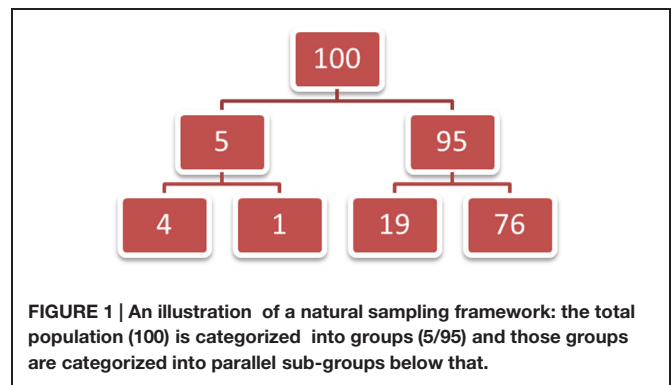 100
5 95
4 1 19 76
FIGURE 1 | An illustration of a natural sampling framework: the total
population (100) is categorized into groups (5/95) and those groups
are categorized into parallel sub-groups below that.